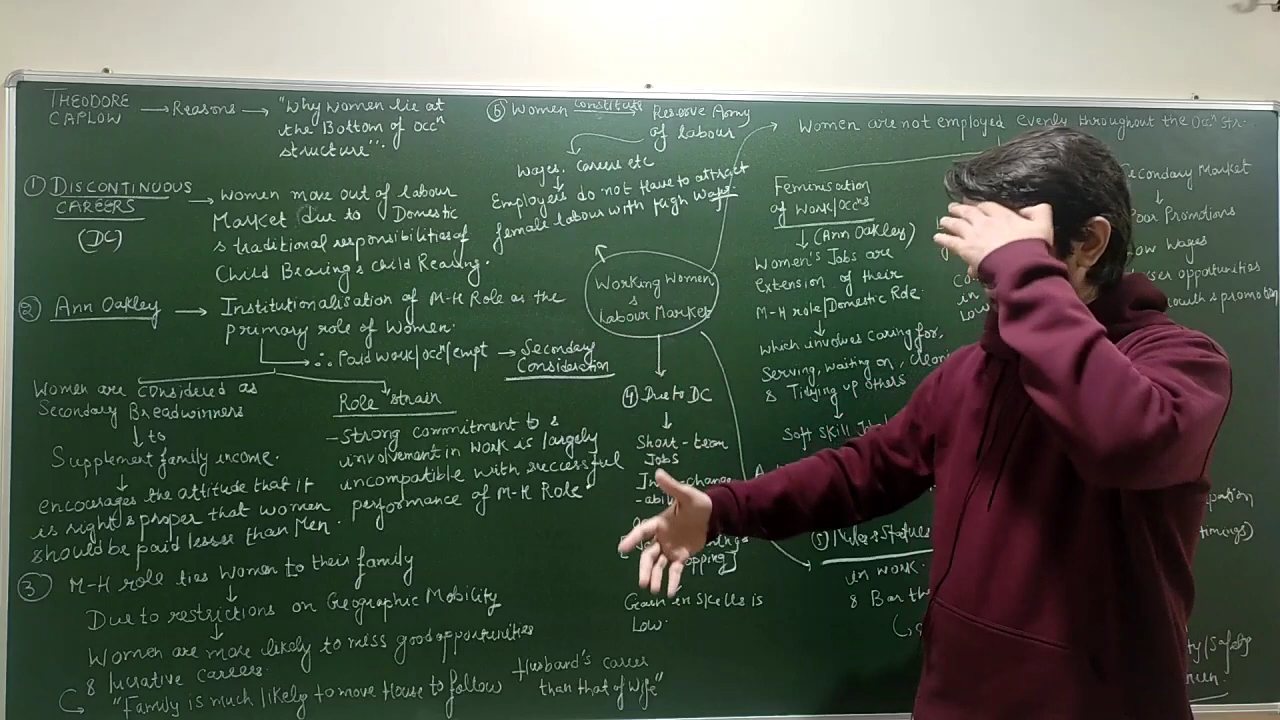 THEODORE CAPLOW → Reasons → "Why women lie at
the Bottom of occⁿ
structure".
① DISCONTINUOUS CAREERS (DC) → Women move out of labour
Market due to Domestic
& traditional responsibilities of
Child Bearing & Child Rearing.
② Ann Oakley → Institutionalisation of M-H Role as the
primary role of Women.
∴ Paid work/occⁿ/empt → Secondary
Consideration
Women are considered as
Secondary Breadwinners
↓ to
Supplement family income.
↓
encourages the attitude that it
is right & proper that women
should be paid lesser than Men.
Role strain
- Strong commitment to &
involvement in work is largely
incompatible with successful
performance of M-H Role"
③ M-H role ties women to their family
↓
Due to restrictions on Geographic Mobility
↓
Women are more likely to miss good opportunities
& lucrative careers.
"Family is much likely to move House to follow Husband's career
than that of Wife"
⑥ Women constitute Reserve Army
of labour
Wages, careers etc
↓
Employers do not have to attract
female labour with High Wages.
Working Women
&
Labour Market
④ Due to DC
↓
Short-term
Jobs
↓
Growth in Skills is
Low.
Women are not employed evenly throughout the Occⁿ Str.
Feminisation
of Work/Occⁿ
↓ (Ann Oakley)
Women's Jobs are
extension of their
M-H role/Domestic Role
↓
which involves caring for,
Serving, waiting on,
& Tidying up others
↓
Soft Skill
Secondary Market
↓
Poor Promotions
Low Wages
opportunities
growth & promotion
⑤
in work.
& Bar
timings)